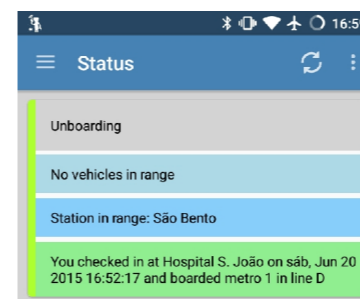 16:5
Status
Unboarding
No vehicles in range
Station in range: São Bento
You checked in at Hospital S. João on sáb, Jun 20
2015 16:52:17 and boarded metro 1 in line D